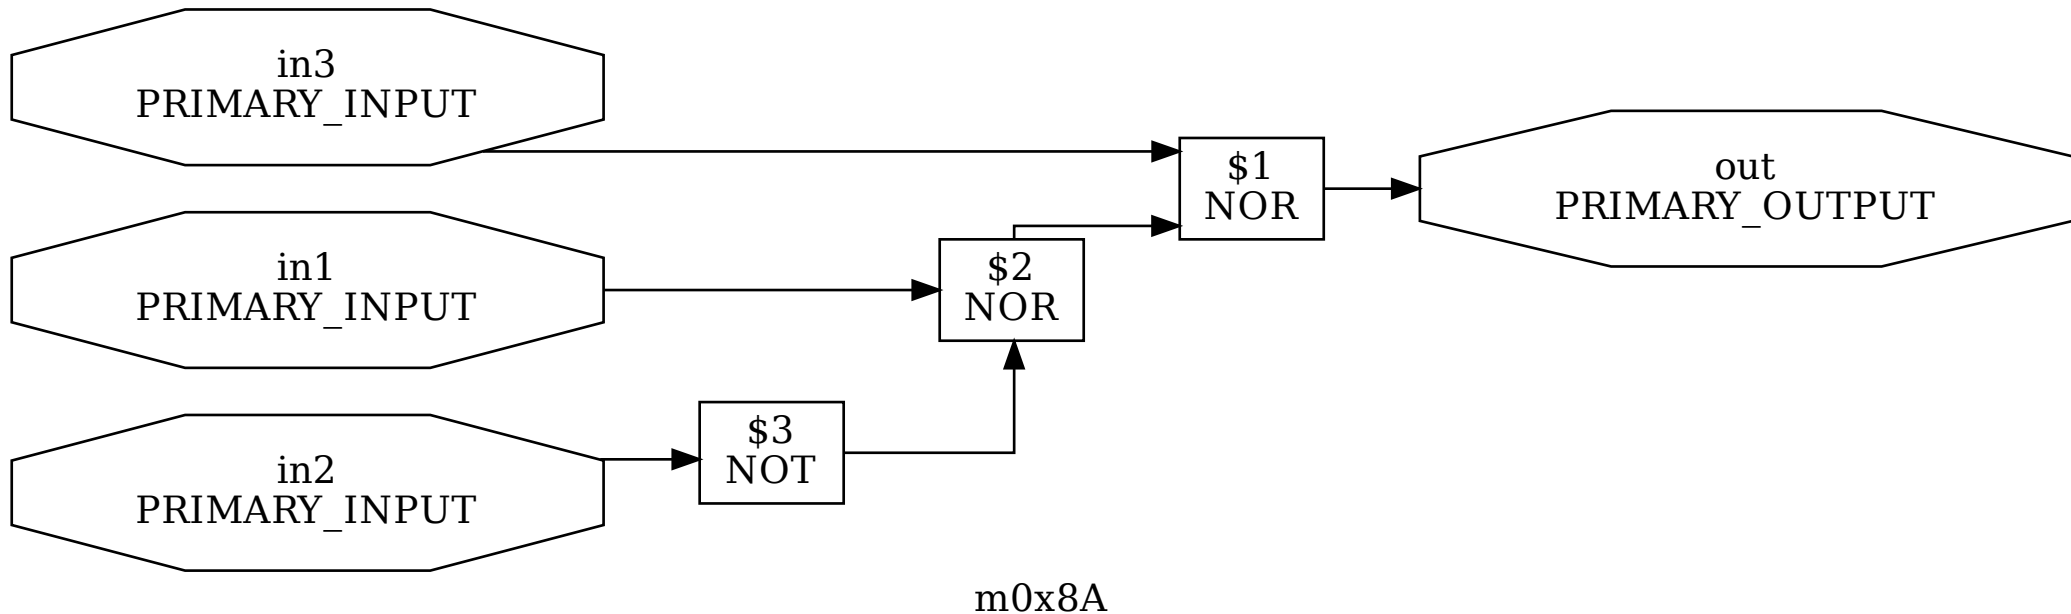 in3
PRIMARY_INPUT
$1
NOR
out
PRIMARY_OUTPUT
in1
PRIMARY_INPUT
$2
NOR
$3
NOT
in2
PRIMARY_INPUT
m0x8A